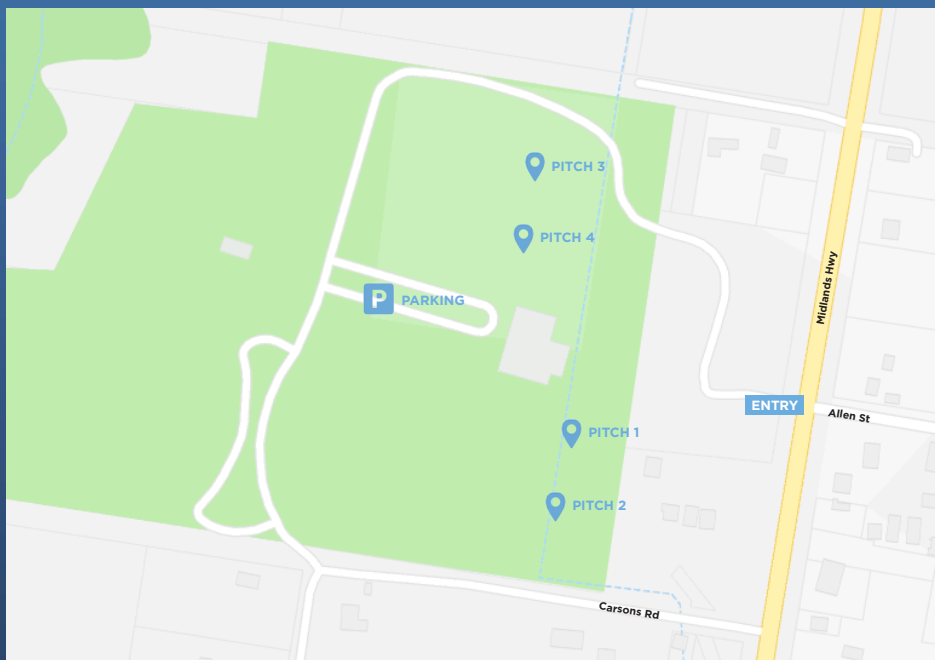 PITCH 3
PITCH 4
Midlands Hwy
P PARKING
ENTRY
Allen St
PITCH 1
PITCH 2
Carsons Rd